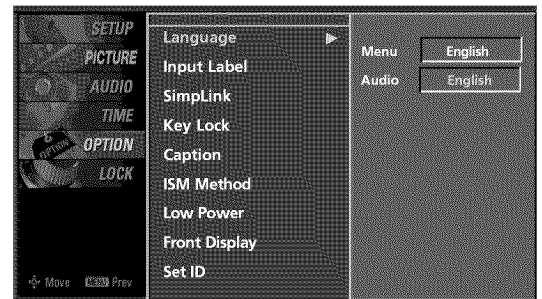 SETUP
PICTURE
AUDIO
TIME
OPTION
OPTION
LOCK
Move MENU Prev
Language
Input Label
SimpLink
Key Lock
Caption
ISM Method
Low Power
Front Display
Set ID
Menu English
Audio English